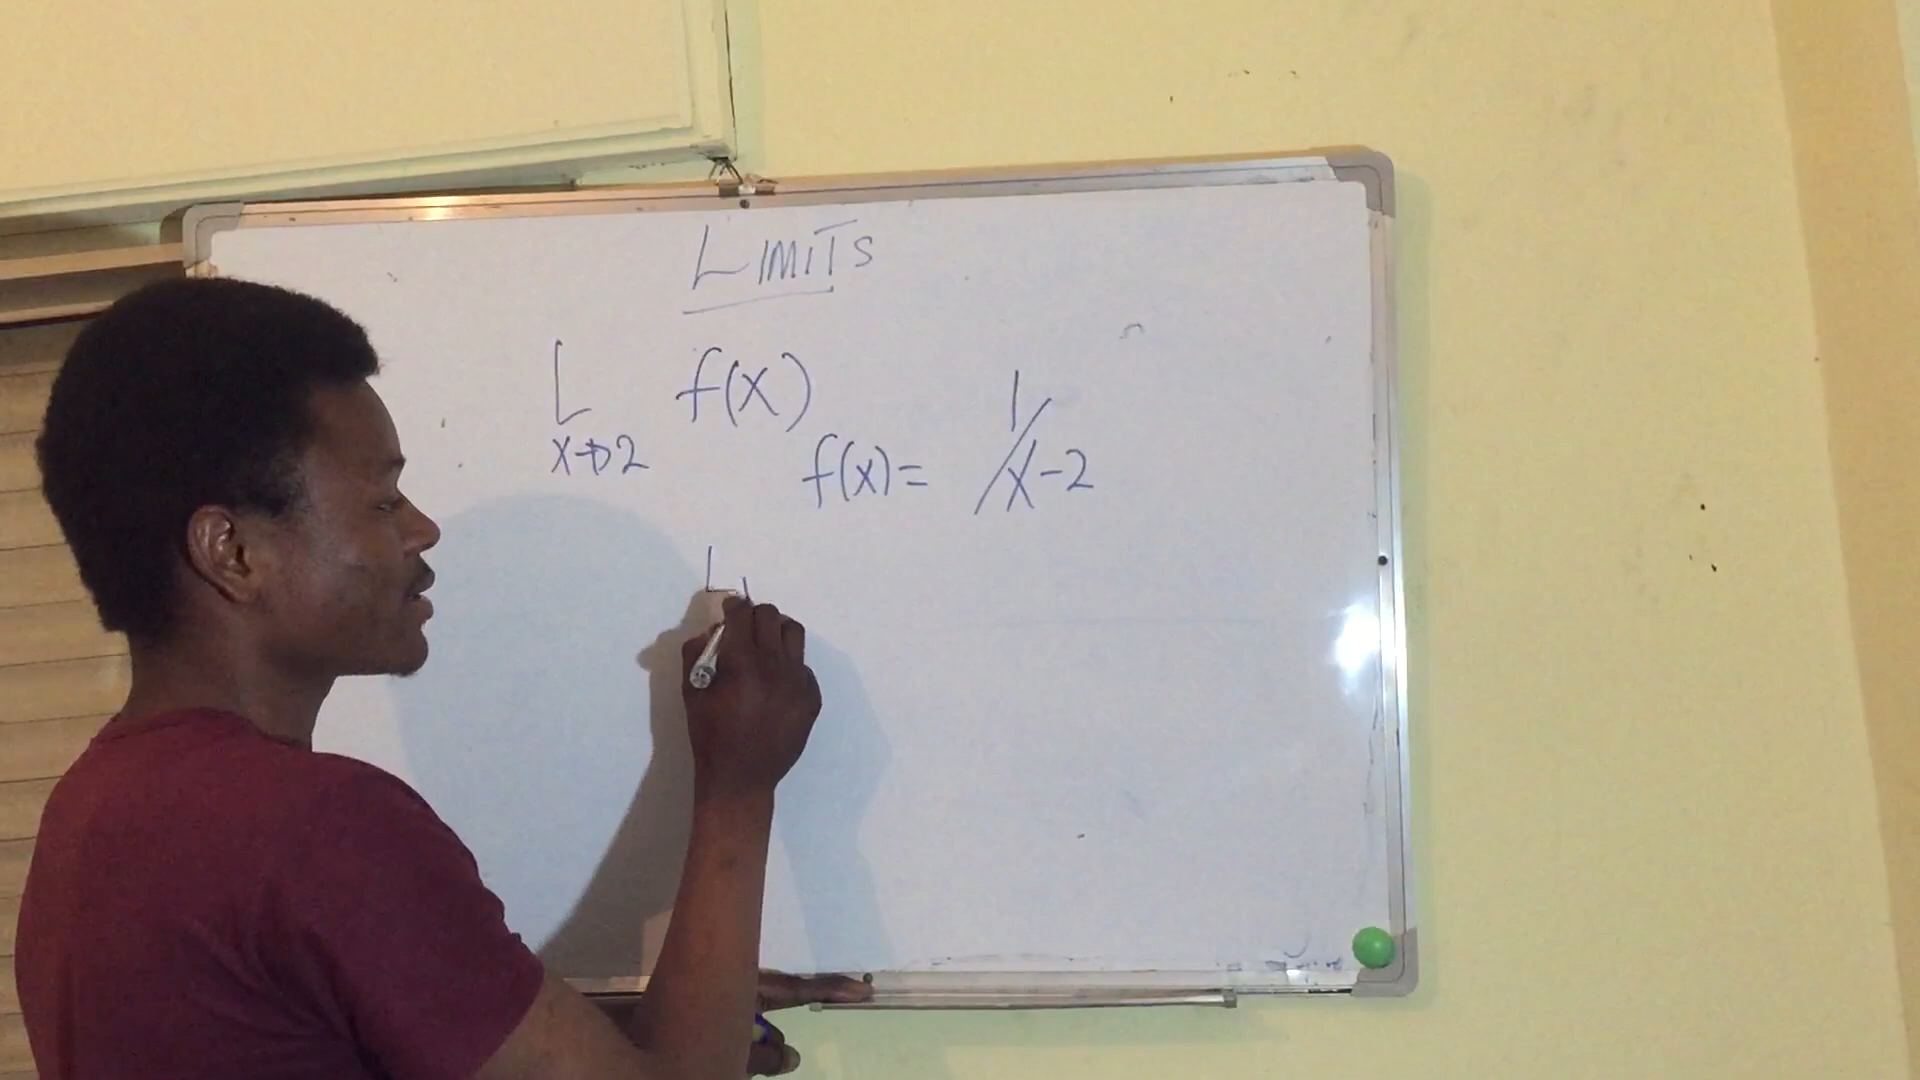 LIMITS
L f(x)
x→2
f(x) = 1/x-2
L